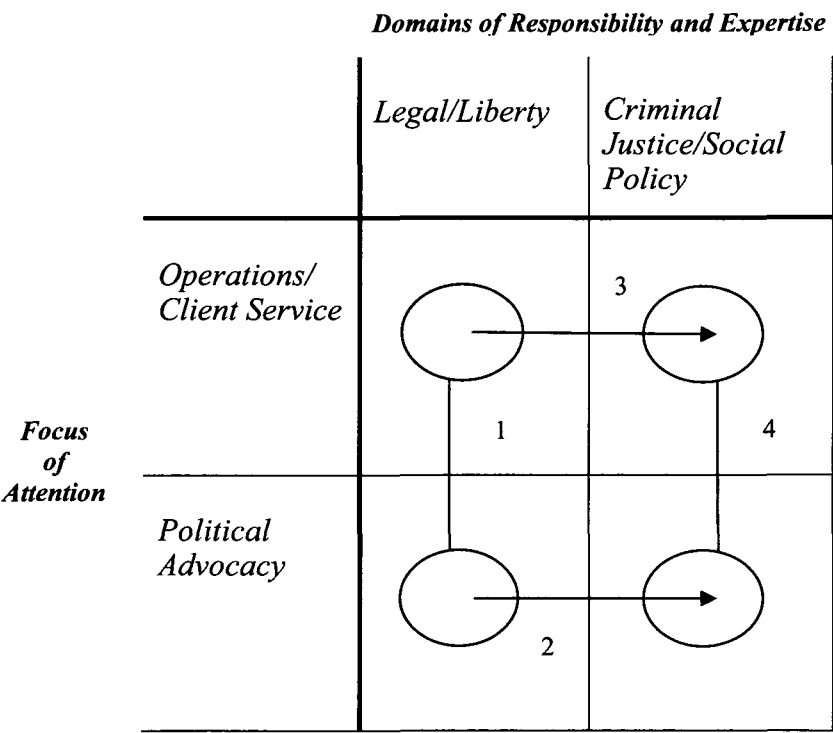 Domains of Responsibility and Expertise
Legal/Liberty
Criminal
Justice/Social
Policy
Operations/
Client Service
3
1
4
Focus
of
Attention
Political
Advocacy
2